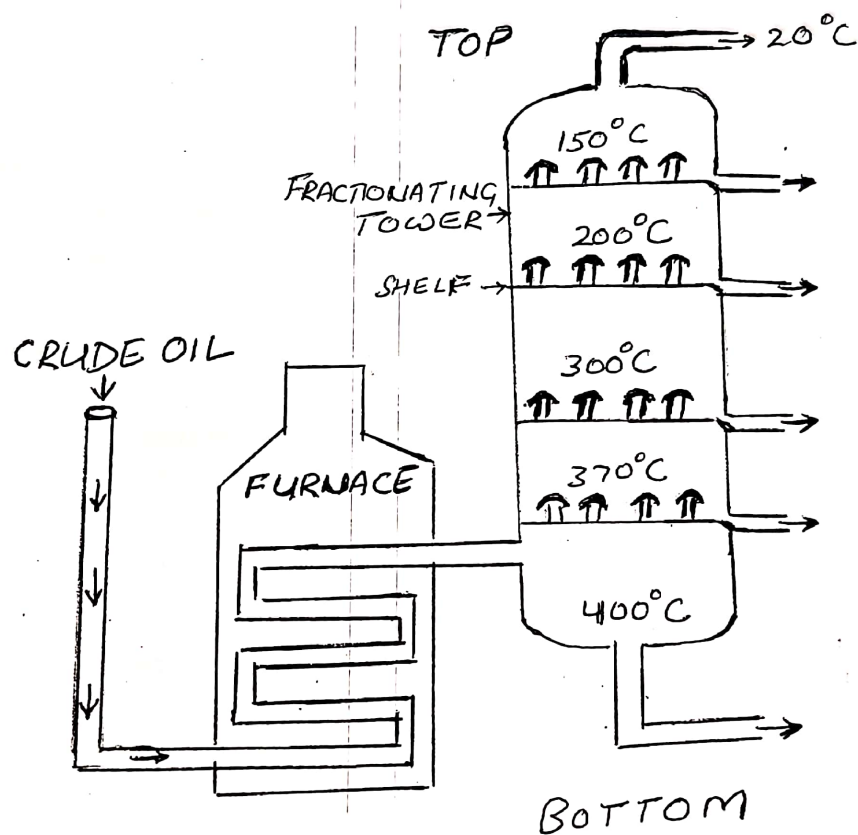 TOP
20°C
150°C
FRACTIONATING
TOWER
200°C
SHELF
CRUDE OIL
300°C
FURNACE
370°C
400°C
BOTTOM